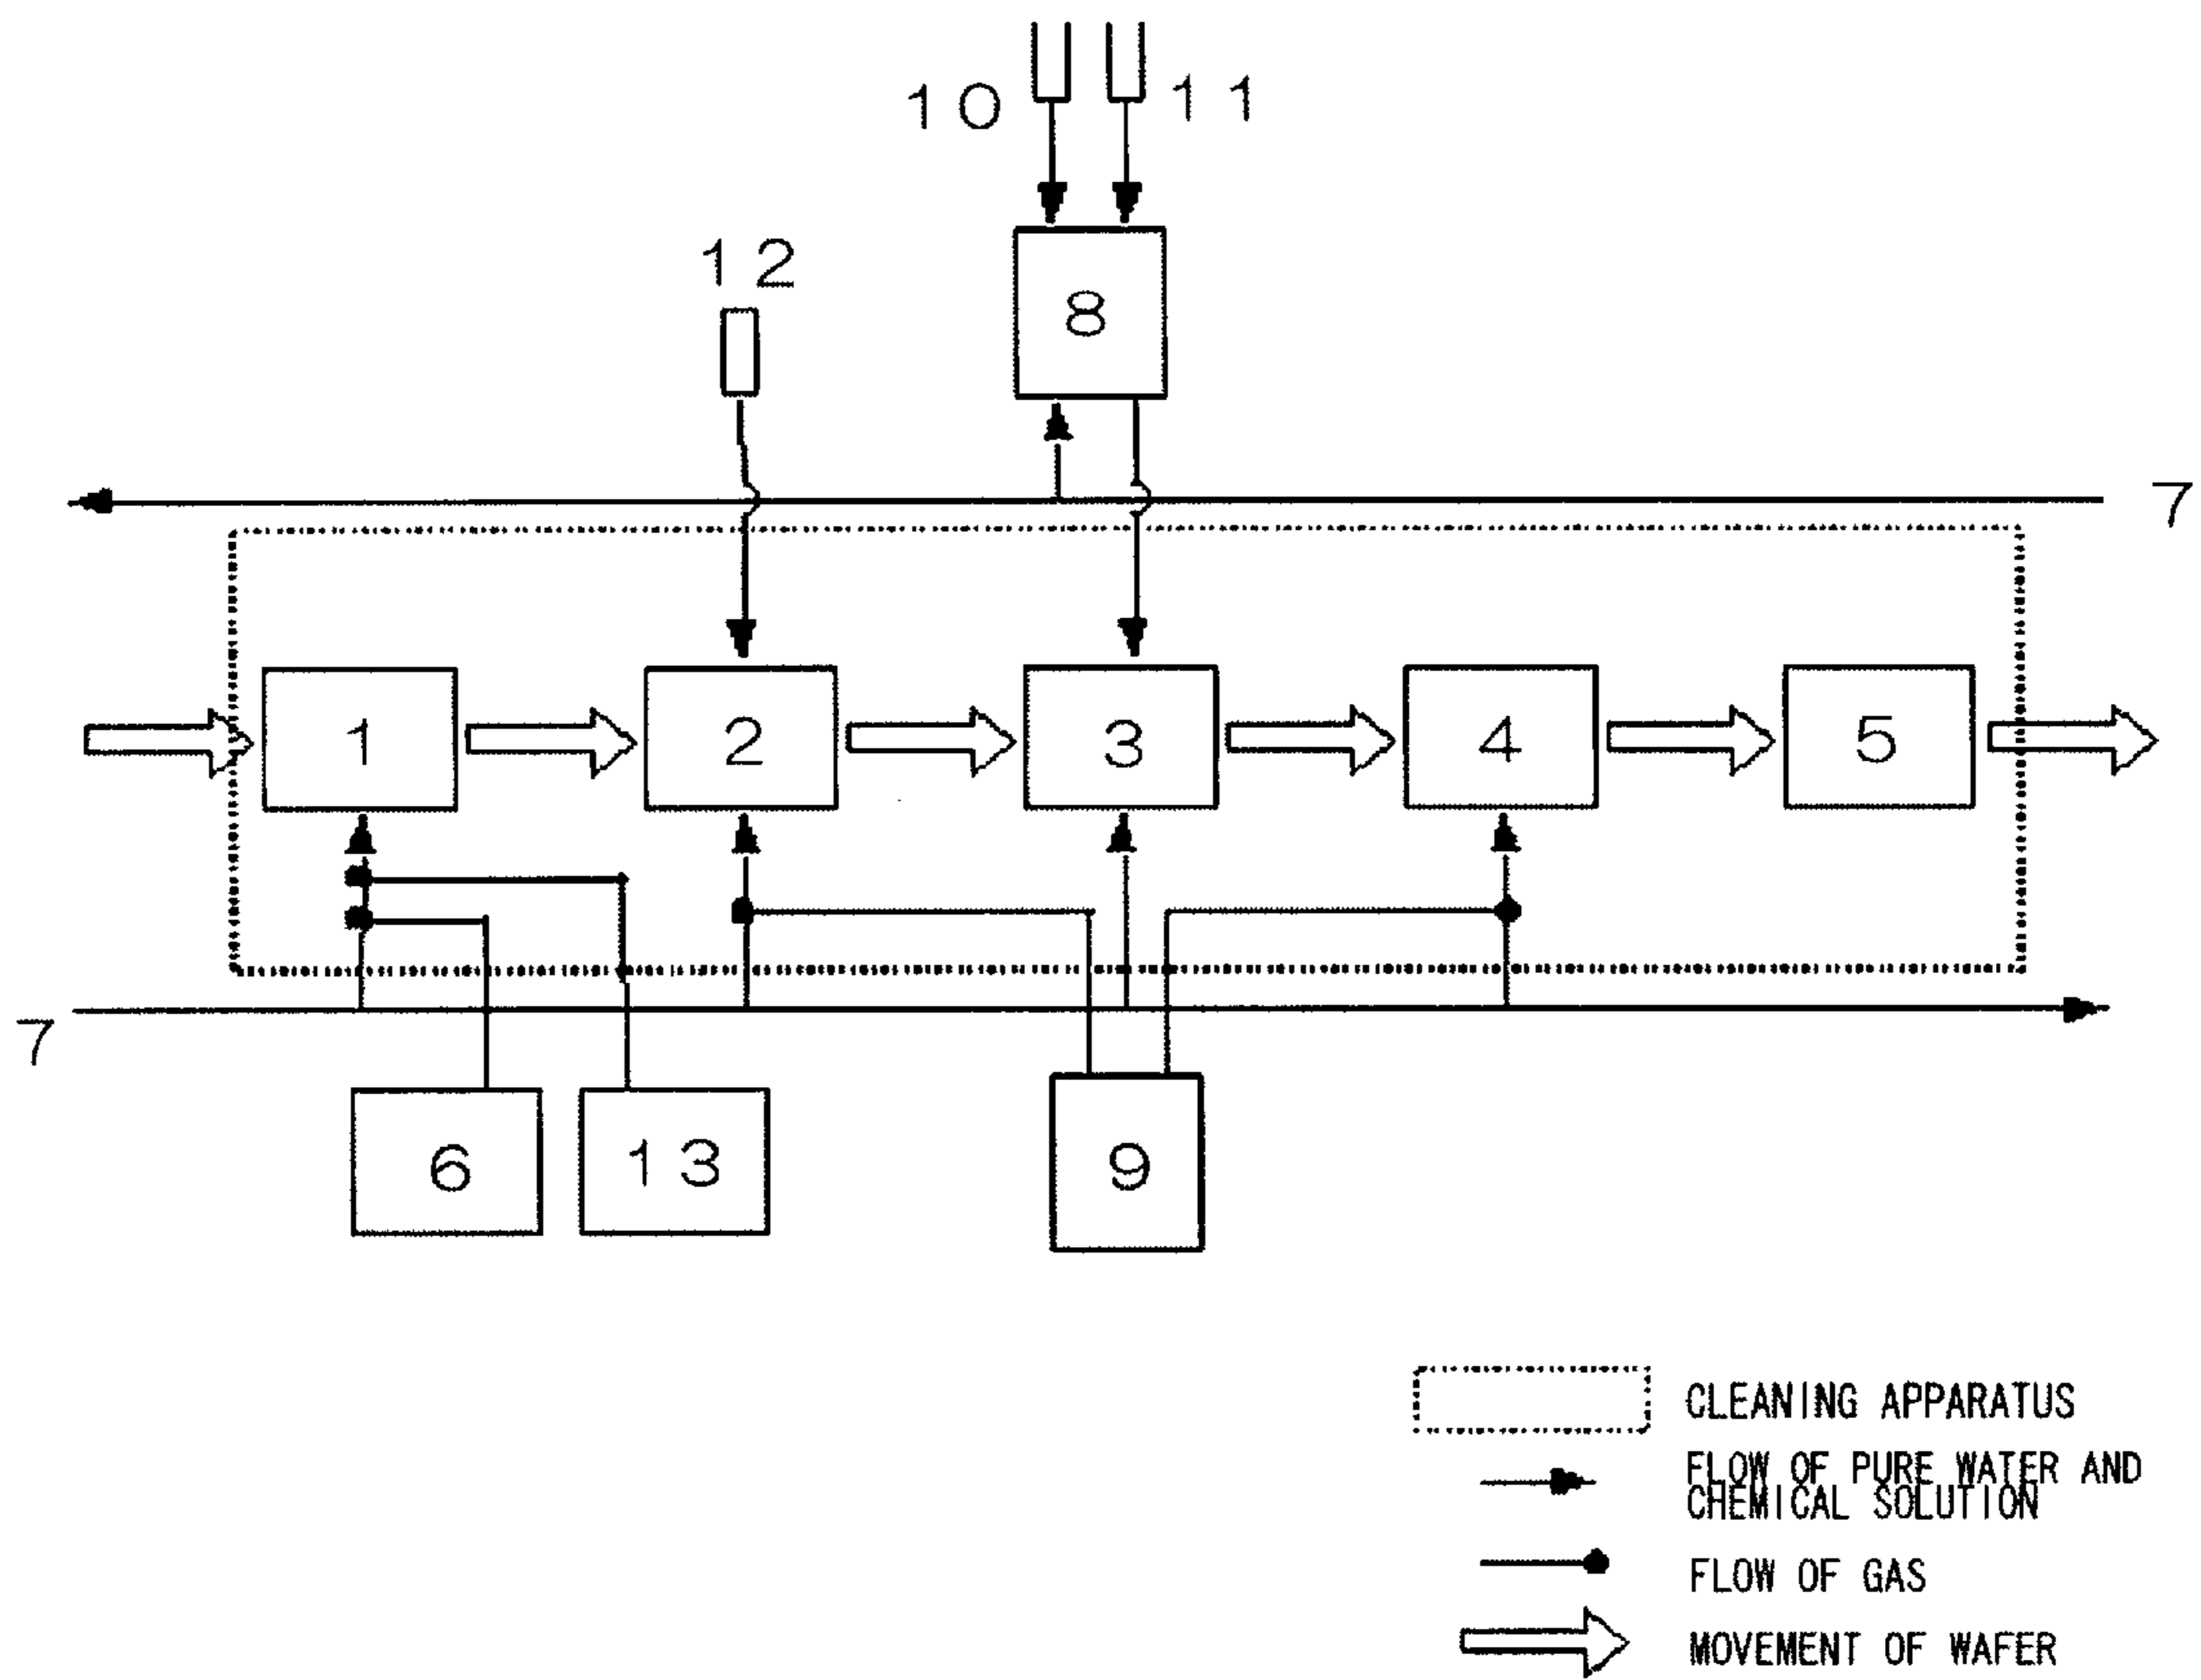 10 11
12
8
7
1 2 3 4 5
7
6 13 9
CLEANING APPARATUS
FLOW OF PURE WATER AND
CHEMICAL SOLUTION
FLOW OF GAS
MOVEMENT OF WAFER